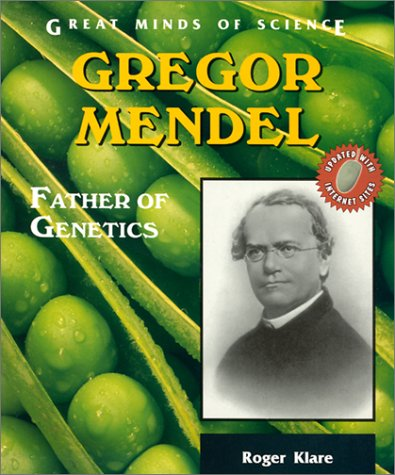 GREAT MINDS OF SCIENCE
GREGOR
MENDEL
UPDATED WITH
INTERNET SITES
FATHER OF
GENETICS
Roger Klare